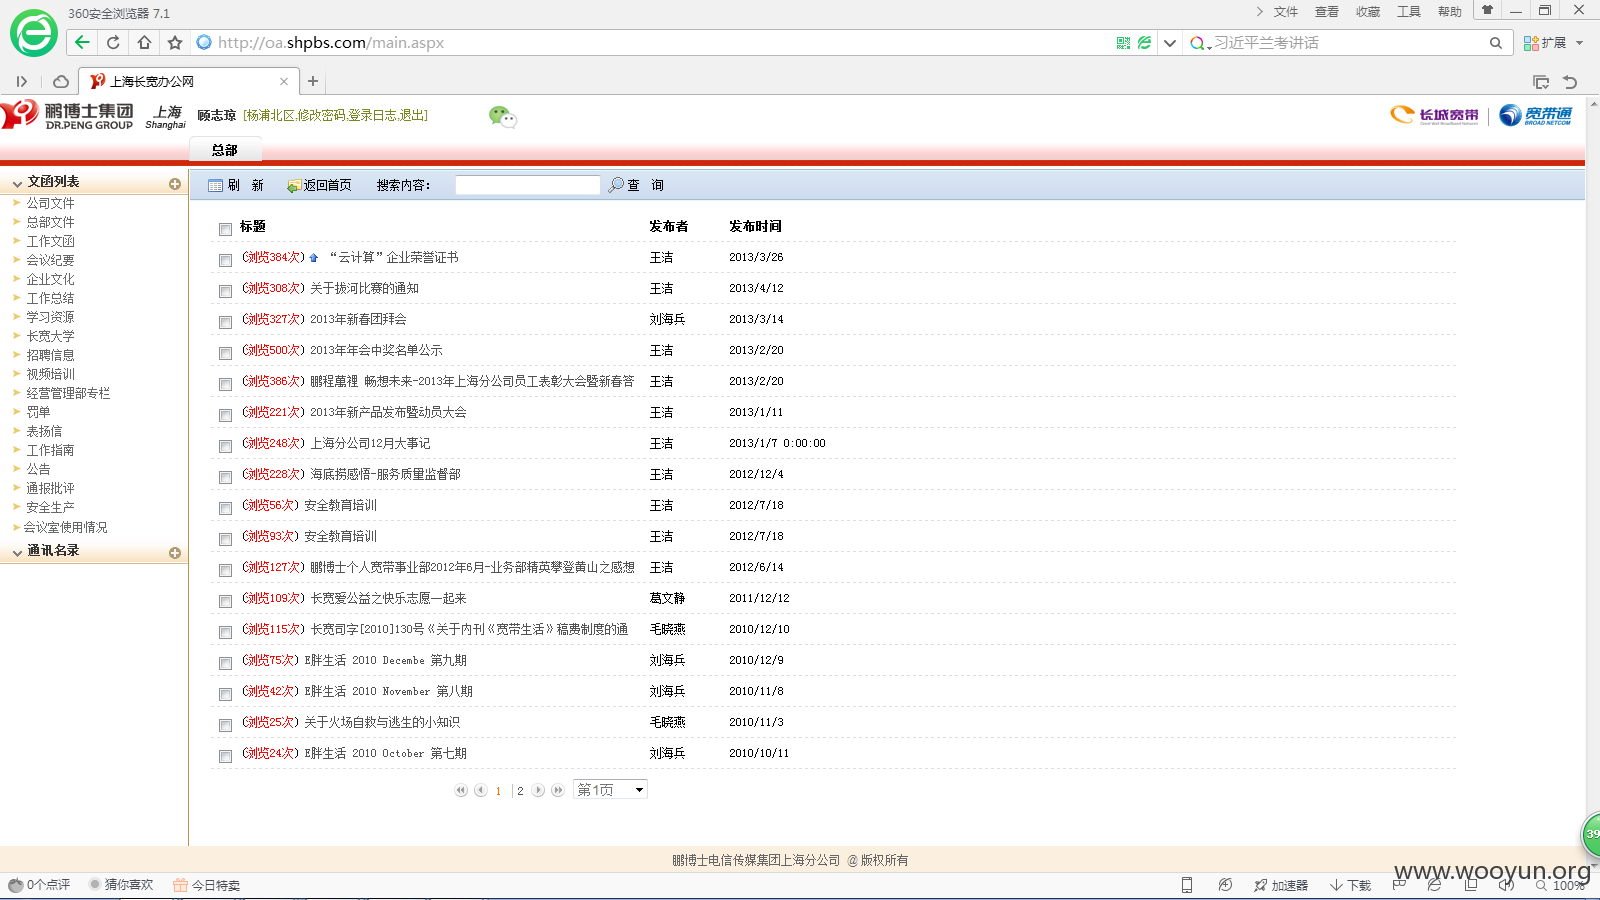 360安全浏览器 7.1
文件 查看 收藏 工具 帮助
http://oa.shpbs.com/main.aspx
习近平兰考讲话
扩展
上海长宽办公网
鹏博士集团
DR.PENG GROUP
上海
Shanghai
顾志琼 [杨浦北区,修改密码,登录日志,退出]
长城宽带
宽带通
BROAD NETCOM
总部
文函列表
公司文件
总部文件
工作文函
会议纪要
企业文化
工作总结
学习资源
长宽大学
招聘信息
视频培训
经营管理部专栏
罚单
表扬信
工作指南
公告
通报批评
安全生产
会议室使用情况
通讯名录
刷 新 返回首页 搜索内容: 查 询
标题 发布者 发布时间
(浏览384次) “云计算”企业荣誉证书 王洁 2013/3/26
(浏览308次) 关于拔河比赛的通知 王洁 2013/4/12
(浏览327次) 2013年新春团拜会 刘海兵 2013/3/14
(浏览500次) 2013年年会中奖名单公示 王洁 2013/2/20
(浏览386次) 鹏程萬裡 畅想未来-2013年上海分公司员工表彰大会暨新春答 王洁 2013/2/20
(浏览221次) 2013年新产品发布暨动员大会 王洁 2013/1/11
(浏览248次) 上海分公司12月大事记 王洁 2013/1/7 0:00:00
(浏览228次) 海底捞感悟-服务质量监督部 王洁 2012/12/4
(浏览56次) 安全教育培训 王洁 2012/7/18
(浏览93次) 安全教育培训 王洁 2012/7/18
(浏览127次) 鹏博士个人宽带事业部2012年6月-业务部精英攀登黄山之感想 王洁 2012/6/14
(浏览109次) 长宽爱公益之快乐志愿一起来 葛文静 2011/12/12
(浏览115次) 长宽司字[2010]130号《关于内刊《宽带生活》稿费制度的通 毛晓燕 2010/12/10
(浏览75次) E胖生活 2010 Decembe 第九期 刘海兵 2010/12/9
(浏览42次) E胖生活 2010 November 第八期 刘海兵 2010/11/8
(浏览25次) 关于火场自救与逃生的小知识 毛晓燕 2010/11/3
(浏览24次) E胖生活 2010 October 第七期 刘海兵 2010/10/11
1 2 第1页
39
鹏博士电信传媒集团上海分公司 @ 版权所有
www.wooyun.org
0个点评 猜你喜欢 今日特卖 加速器 下载 100%